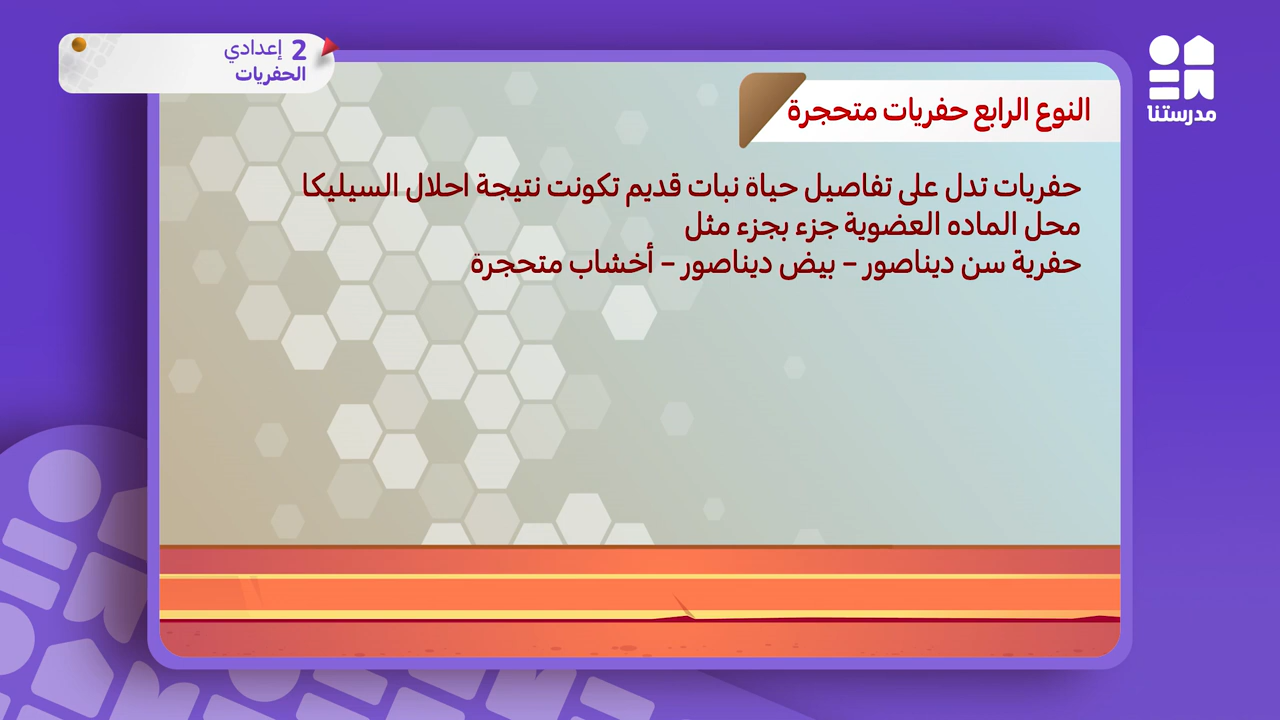 2 إعدادي
الحفريات
مدرستنا
النوع الرابع حفريات متحجرة
حفريات تدل على تفاصيل حياة نبات قديم تكونت نتيجة احلال السيليكا
محل الماده العضوية جزء بجزء مثل
حفرية سن ديناصور – بيض ديناصور – أخشاب متحجرة